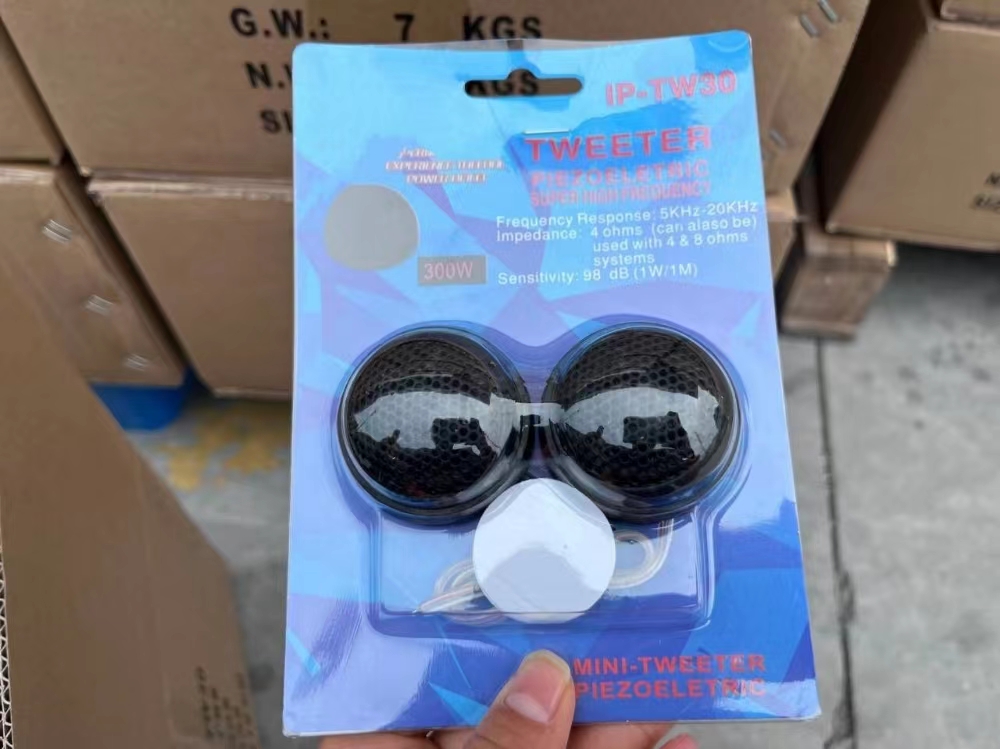 G.W.: 7 KGS
KGS
IP-TW30
TWEETER
PIEZOELETRIC
SUPER HIGH FREQUENCY
300W
Frequency Response: 5KHz-20KHz
Impedance: 4 ohms (can alaso be)
used with 4 & 8 ohms
systems
Sensitivity: 98 dB (1W/1M)
MINI-TWEETER
PIEZOELETRIC